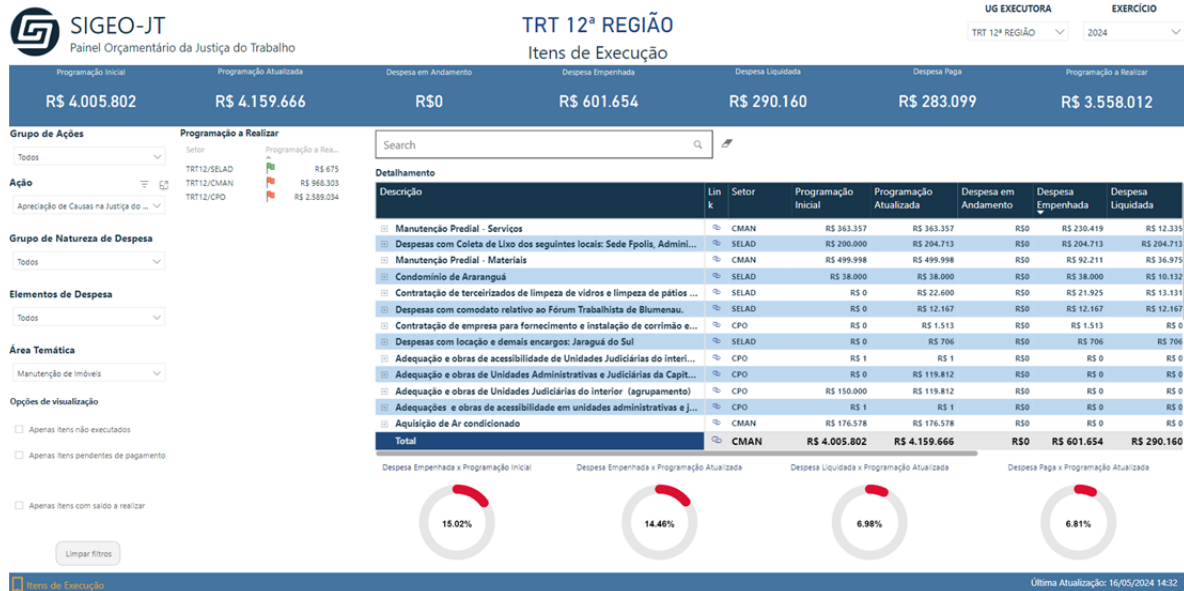 SIGEO-JT
Painel Orçamentário da Justiça do Trabalho
TRT 12ª REGIÃO
Itens de Execução
UG EXECUTORA EXERCÍCIO
TRT 12ª REGIÃO 2024
Programação Inicial Programação Atualizada Despesa em Andamento Despesa Empenhada Despesa Liquidada Despesa Paga Programação a Realizar
R$ 4.005.802 R$ 4.159.666 R$0 R$ 601.654 R$ 290.160 R$ 283.099 R$ 3.558.012
Grupo de Ações
Todos
Ação
Apreciação de Causas na Justiça do ...
Grupo de Natureza de Despesa
Todos
Elementos de Despesa
Todos
Área Temática
Manutenção de Imóveis
Opções de visualização
Apenas itens não executados
Apenas itens pendentes de pagamento
Apenas itens com saldo a realizar
Limpar filtros
Programação a Realizar
Setor Programação a Rea...
TRT12/SELAD R$ 675
TRT12/CMAN R$ 968.303
TRT12/CPO R$ 2.589.034
Search
Detalhamento
Descrição Link Setor Programação Inicial Programação Atualizada Despesa em Andamento Despesa Empenhada Despesa Liquidada
Manutenção Predial - Serviços CMAN R$ 363.357 R$ 363.357 R$0 R$ 230.419 R$ 12.335
Despesas com Coleta de Lixo dos seguintes locais: Sede Fpolis, Admini... SELAD R$ 200.000 R$ 204.713 R$0 R$ 204.713 R$ 204.713
Manutenção Predial - Materiais CMAN R$ 499.998 R$ 499.998 R$0 R$ 92.211 R$ 36.975
Condomínio de Araranguá SELAD R$ 38.000 R$ 38.000 R$0 R$ 38.000 R$ 10.132
Contratação de terceirizados de limpeza de vidros e limpeza de pátios ... SELAD R$ 0 R$ 22.600 R$0 R$ 21.925 R$ 13.131
Despesas com comodato relativo ao Fórum Trabalhista de Blumenau. SELAD R$ 0 R$ 12.167 R$0 R$ 12.167 R$ 12.167
Contratação de empresa para fornecimento e instalação de corrimão e... CPO R$ 0 R$ 1.513 R$0 R$ 1.513 R$ 0
Despesas com locação e demais encargos: Jaraguá do Sul SELAD R$ 0 R$ 706 R$0 R$ 706 R$ 706
Adequação e obras de acessibilidade de Unidades Judiciárias do interi... CPO R$ 1 R$ 1 R$0 R$ 0 R$ 0
Adequação e obras de Unidades Administrativas e Judiciárias da Capit... CPO R$ 0 R$ 119.812 R$0 R$ 0 R$ 0
Adequação e obras de Unidades Judiciárias do interior (agrupamento) CPO R$ 150.000 R$ 119.812 R$0 R$ 0 R$ 0
Adequações e obras de acessibilidade em unidades administrativas e j... CPO R$ 1 R$ 1 R$0 R$ 0 R$ 0
Aquisição de Ar condicionado CMAN R$ 176.578 R$ 176.578 R$0 R$ 0 R$ 0
Total CMAN R$ 4.005.802 R$ 4.159.666 R$0 R$ 601.654 R$ 290.160
Despesa Empenhada x Programação Inicial Despesa Empenhada x Programação Atualizada Despesa Liquidada x Programação Atualizada Despesa Paga x Programação Atualizada
15.02% 14.46% 6.98% 6.81%
Itens de Execução
Última Atualização: 16/05/2024 14:32